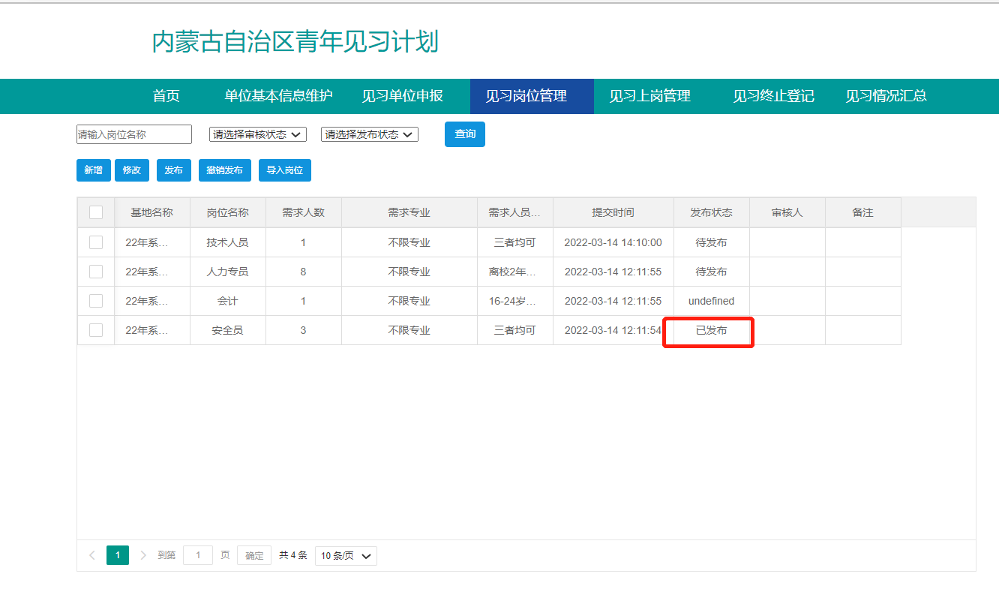 内蒙古自治区青年见习计划
首页 单位基本信息维护 见习单位申报 见习岗位管理 见习上岗管理 见习终止登记 见习情况汇总
请输入岗位名称 请选择审核状态 请选择发布状态 查询
新增 修改 发布 撤销发布 导入岗位
基地名称 岗位名称 需求人数 需求专业 需求人员... 提交时间 发布状态 审核人 备注
22年系... 技术人员 1 不限专业 三者均可 2022-03-14 14:10:00 待发布
22年系... 人力专员 8 不限专业 离校2年... 2022-03-14 12:11:55 待发布
22年系... 会计 1 不限专业 16-24岁... 2022-03-14 12:11:55 undefined
22年系... 安全员 3 不限专业 三者均可 2022-03-14 12:11:54 已发布
1 到第 1 页 确定 共 4 条 10 条/页